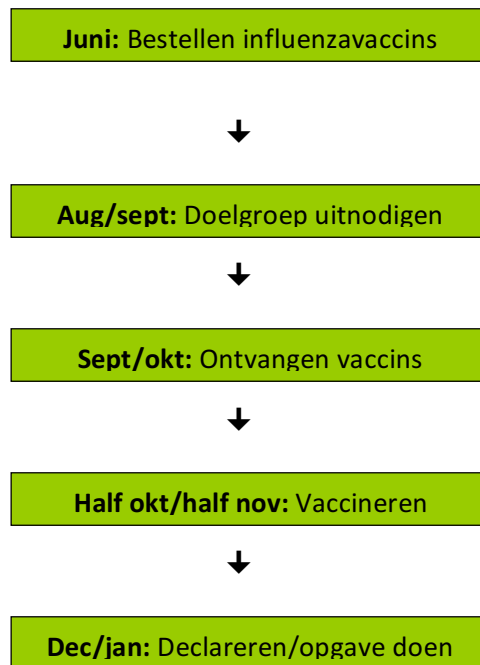 Juni: Bestellen influenzavaccins
Aug/sept: Doelgroep uitnodigen
Sept/okt: Ontvangen vaccins
Half okt/half nov: Vaccineren
Dec/jan: Declareren/opgave doen